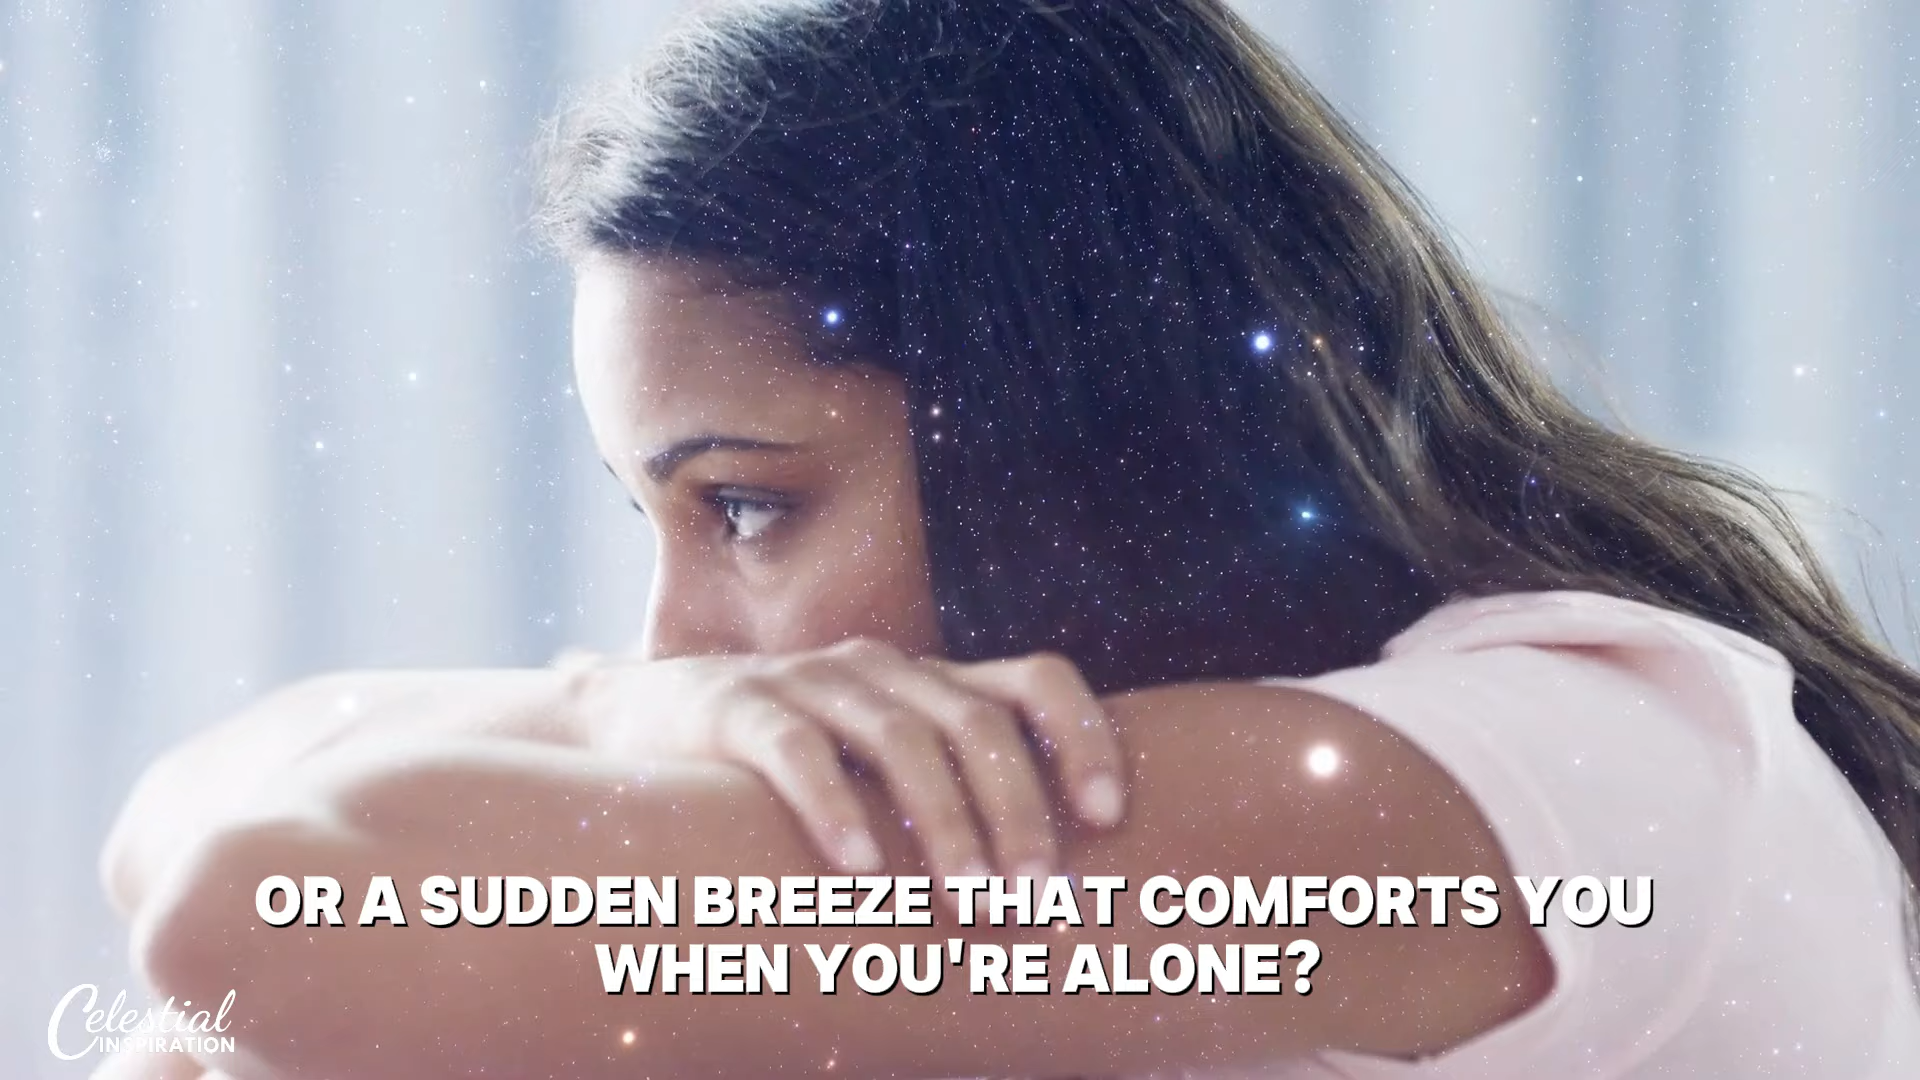 OR A SUDDEN BREEZE THAT COMFORTS YOU
WHEN YOU'RE ALONE?
Celestial
INSPIRATION